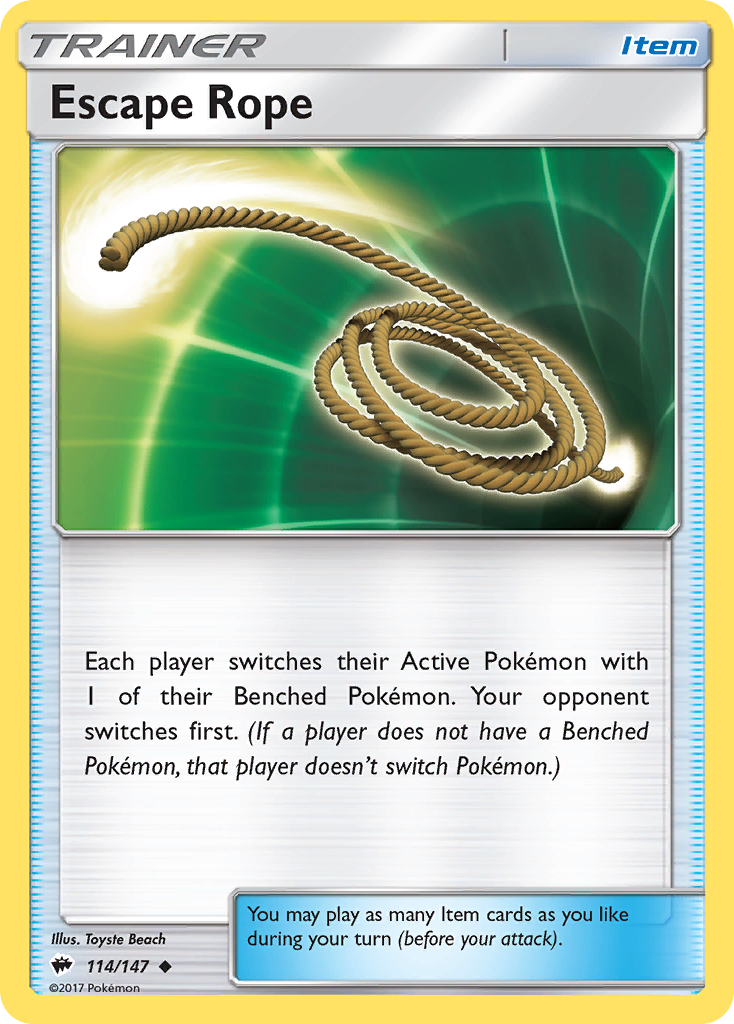 TRAINER
Item
Escape Rope
Each player switches their Active Pokémon with
1 of their Benched Pokémon. Your opponent
switches first. (If a player does not have a Benched
Pokémon, that player doesn't switch Pokémon.)
You may play as many Item cards as you like
during your turn (before your attack).
Illus. Toyste Beach
114/147 ◆
©2017 Pokémon